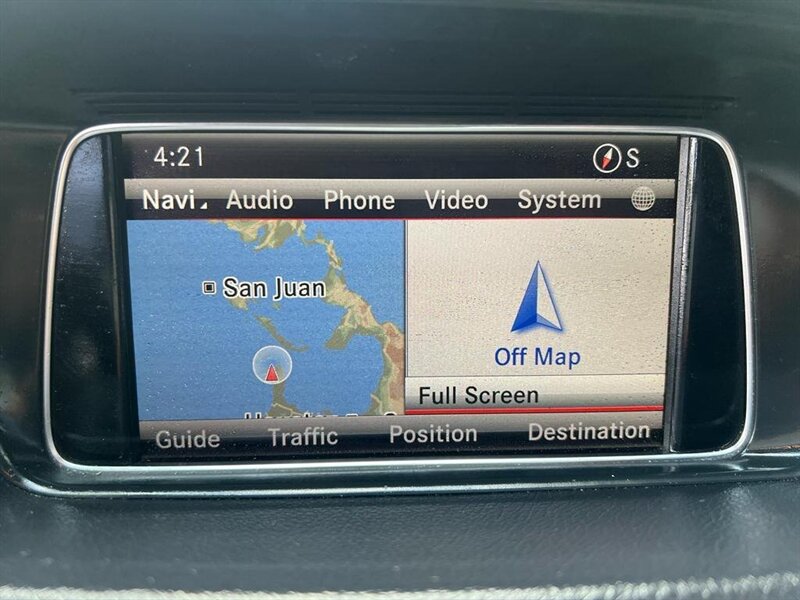 4:21 S
Navi Audio Phone Video System
San Juan
Off Map
Full Screen
Guide Traffic Position Destination